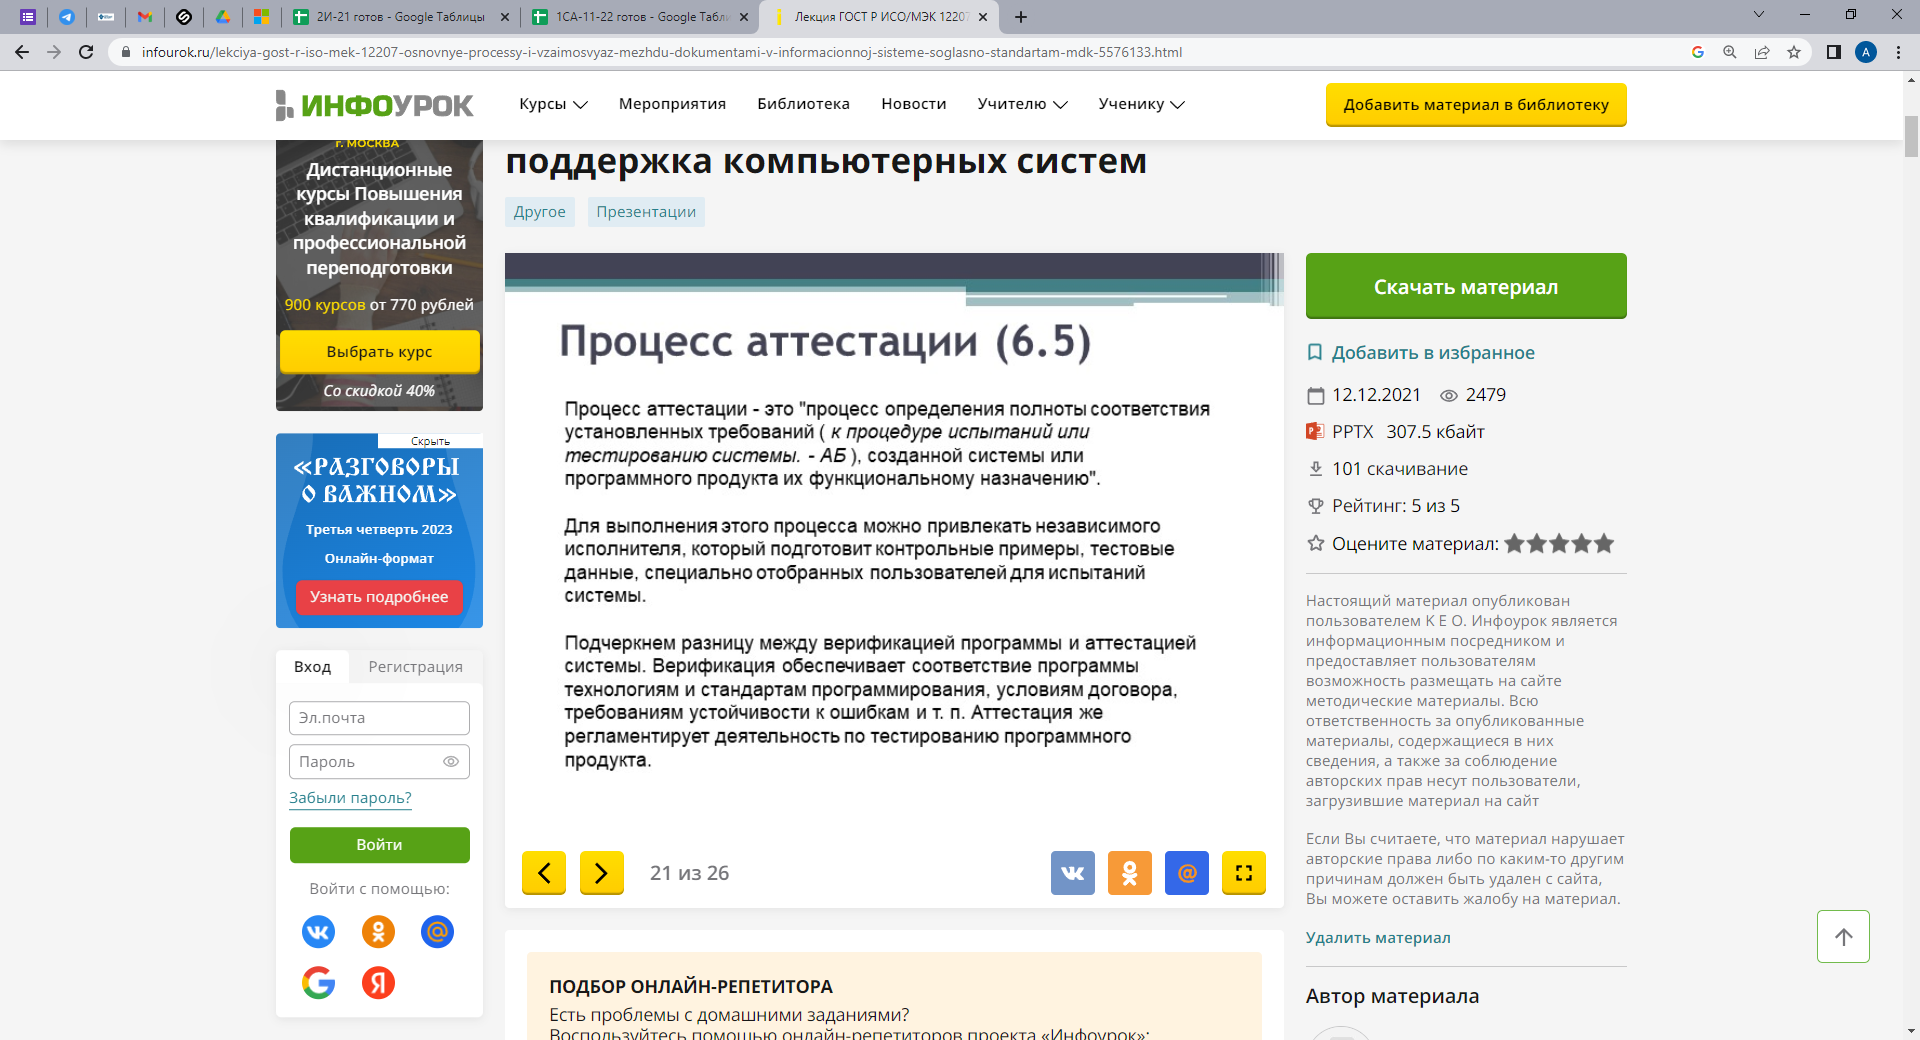 2И-21 готов - Google Таблицы
1СА-11-22 готов - Google Табли
Лекция ГОСТ Р ИСО/МЭК 12207
infourok.ru/lekciya-gost-r-iso-mek-12207-osnovnye-processy-i-vzaimosvyaz-mezhdu-dokumentami-v-informacionnoj-sisteme-soglasno-standartam-mdk-5576133.html
A
ИНФОУРОК
Курсы
Мероприятия
Библиотека
Новости
Учителю
Ученику
Добавить материал в библиотеку
г. МОСКВА
Дистанционные
курсы Повышения
квалификации и
профессиональной
переподготовки
900 курсов от 770 рублей
Выбрать курс
Со скидкой 40%
Скрыть
«РАЗГОВОРЫ
О ВАЖНОМ»
Третья четверть 2023
Онлайн-формат
Узнать подробнее
Вход
Регистрация
Эл.почта
Пароль
Забыли пароль?
Войти
Войти с помощью:
поддержка компьютерных систем
Другое
Презентации
Процесс аттестации (6.5)
Процесс аттестации - это "процесс определения полноты соответствия
установленных требований ( к процедуре испытаний или
тестированию системы. - АБ ), созданной системы или
программного продукта их функциональному назначению".
Для выполнения этого процесса можно привлекать независимого
исполнителя, который подготовит контрольные примеры, тестовые
данные, специально отобранных пользователей для испытаний
системы.
Подчеркнем разницу между верификацией программы и аттестацией
системы. Верификация обеспечивает соответствие программы
технологиям и стандартам программирования, условиям договора,
требованиям устойчивости к ошибкам и т. п. Аттестация же
регламентирует деятельность по тестированию программного
продукта.
21 из 26
ПОДБОР ОНЛАЙН-РЕПЕТИТОРА
Есть проблемы с домашними заданиями?
Воспользуйтесь помощью онлайн-репетиторов проекта «Инфоурок»:
Скачать материал
Добавить в избранное
12.12.2021 2479
PPTX 307.5 кбайт
101 скачивание
Рейтинг: 5 из 5
Оцените материал:
Настоящий материал опубликован
пользователем К Е О. Инфоурок является
информационным посредником и
предоставляет пользователям
возможность размещать на сайте
методические материалы. Всю
ответственность за опубликованные
материалы, содержащиеся в них
сведения, а также за соблюдение
авторских прав несут пользователи,
загрузившие материал на сайт
Если Вы считаете, что материал нарушает
авторские права либо по каким-то другим
причинам должен быть удален с сайта,
Вы можете оставить жалобу на материал.
Удалить материал
Автор материала